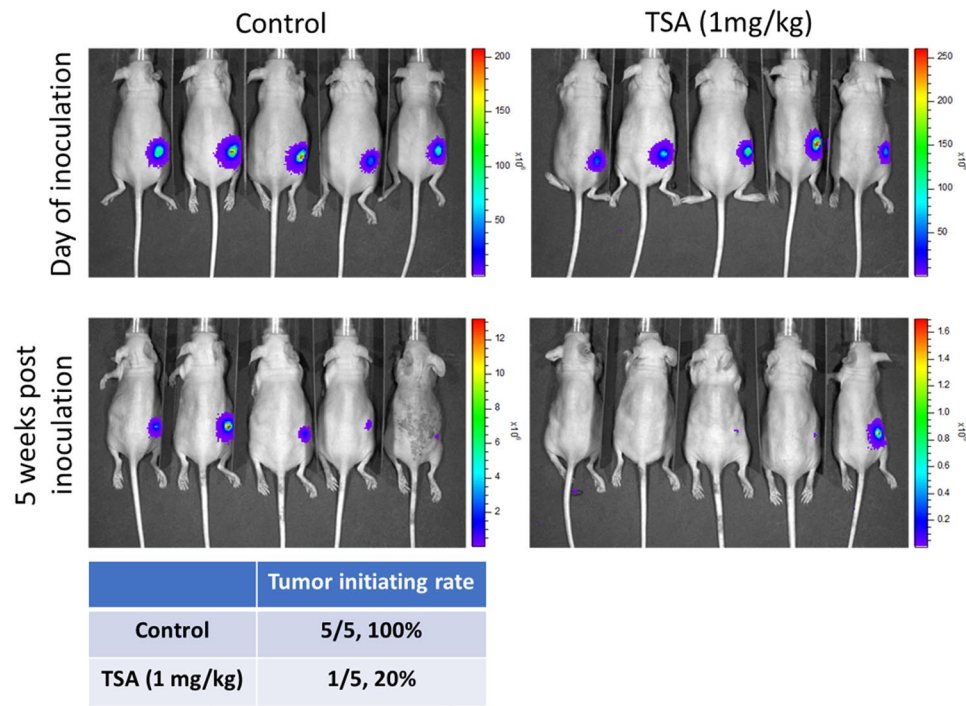 Control
TSA (1mg/kg)
Day of inoculation
200
150
100
50
250
200
150
100
50
5 weeks post
inoculation
12
10
8
6
4
2
x10⁶
1.6
1.4
1.2
1.0
0.8
0.6
0.4
0.2
Tumor initiating rate
Control
5/5, 100%
TSA (1 mg/kg)
1/5, 20%